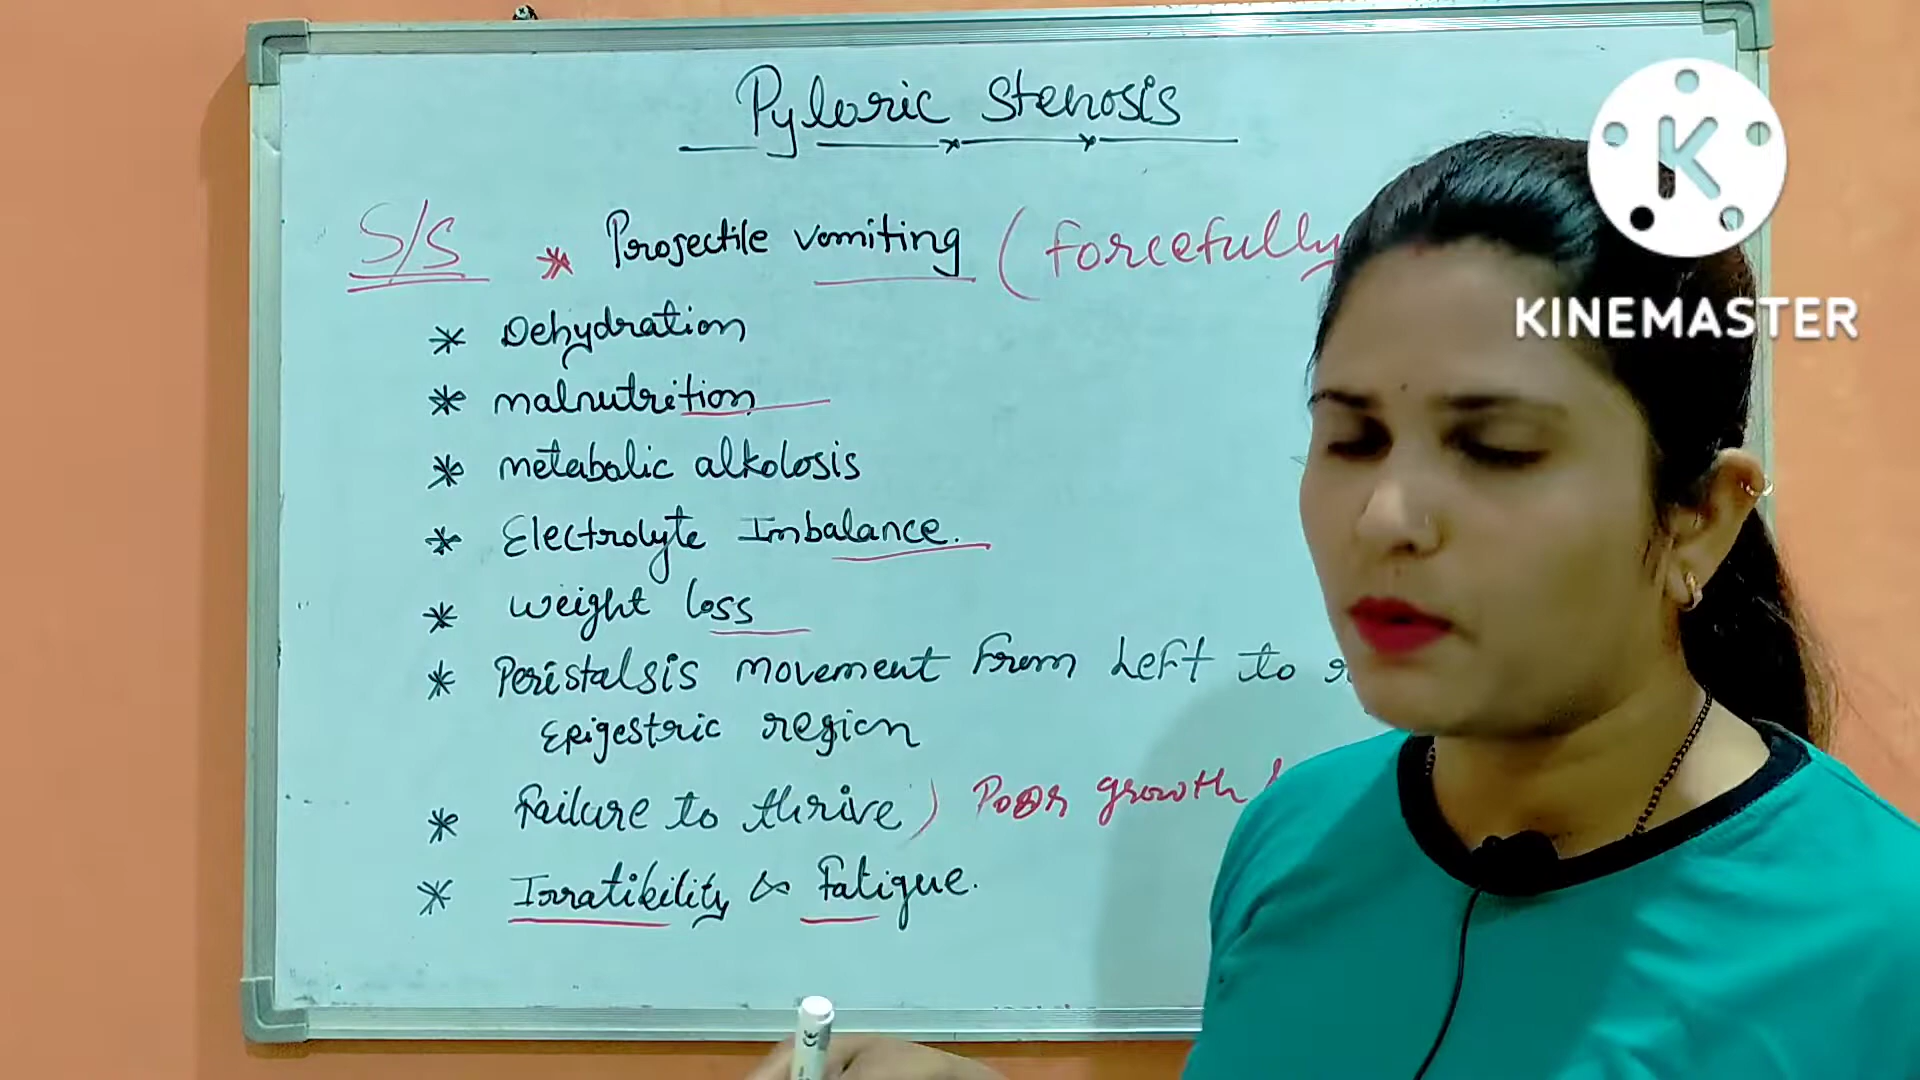 Pyloric Stenosis
S/S * Projectile vomiting (forcefully
* Dehydration
* malnutrition
* metabolic alkolosis
* Electrolyte Imbalance.
* weight loss
* Peristalsis movement from Left to
Epigestric region
* Failure to thrive) Poor growth
* Irratibility & Fatigue.
K
KINEMASTER